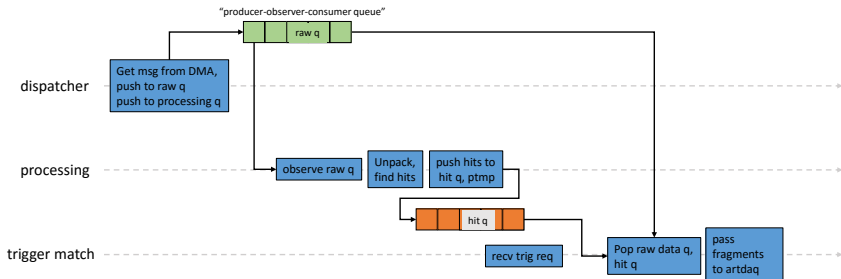 “producer-observer-consumer queue”
raw q
dispatcher
Get msg from DMA,
push to raw q
push to processing q
processing
observe raw q
Unpack,
find hits
push hits to
hit q, ptmp
hit q
trigger match
recv trig req
Pop raw data q,
hit q
pass
fragments
to artdaq